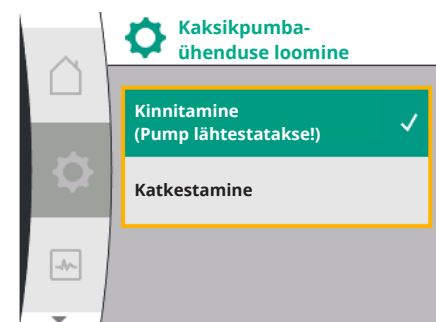 Kaksikpumba-
ühenduse loomine
Kinnitamine
(Pump lähtestatakse!)
Katkestamine